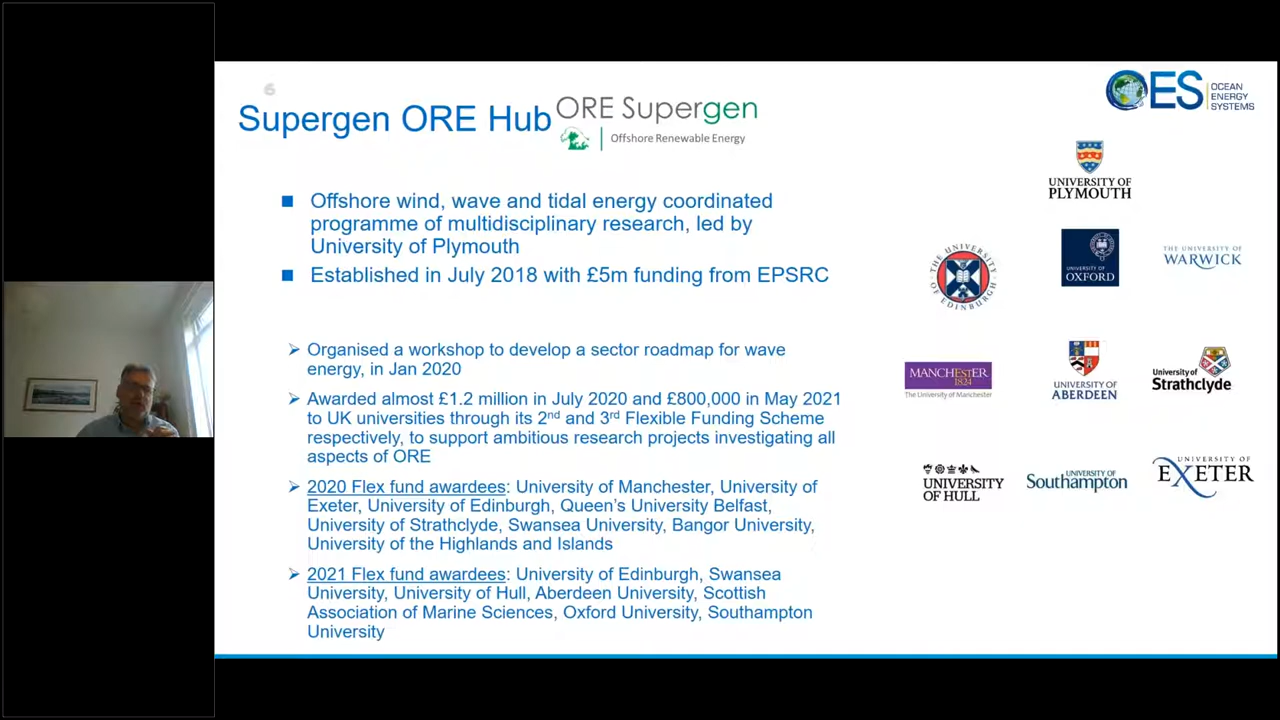 6
Supergen ORE Hub
ORE Supergen
Offshore Renewable Energy
OES
OCEAN
ENERGY
SYSTEMS
■ Offshore wind, wave and tidal energy coordinated
programme of multidisciplinary research, led by
University of Plymouth
■ Established in July 2018 with £5m funding from EPSRC
➢ Organised a workshop to develop a sector roadmap for wave
energy, in Jan 2020
➢ Awarded almost £1.2 million in July 2020 and £800,000 in May 2021
to UK universities through its 2nd and 3rd Flexible Funding Scheme
respectively, to support ambitious research projects investigating all
aspects of ORE
➢ 2020 Flex fund awardees: University of Manchester, University of
Exeter, University of Edinburgh, Queen's University Belfast,
University of Strathclyde, Swansea University, Bangor University,
University of the Highlands and Islands
➢ 2021 Flex fund awardees: University of Edinburgh, Swansea
University, University of Hull, Aberdeen University, Scottish
Association of Marine Sciences, Oxford University, Southampton
University
UNIVERSITY OF
PLYMOUTH
THE UNIVERSITY OF EDINBURGH
UNIVERSITY OF
OXFORD
THE UNIVERSITY OF
WARWICK
MANCHESTER
1824
The University of Manchester
UNIVERSITY OF
ABERDEEN
University of
Strathclyde
UNIVERSITY
OF HULL
UNIVERSITY OF
Southampton
UNIVERSITY OF
EXETER